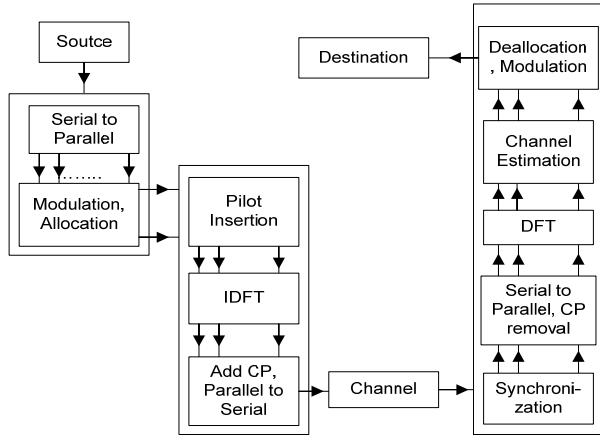 Soutce
Serial to
Parallel
........
Modulation,
Allocation
Pilot
Insertion
IDFT
Add CP,
Parallel to
Serial
Channel
Synchroni-
zation
Serial to
Parallel, CP
removal
DFT
Channel
Estimation
Deallocation
, Modulation
Destination